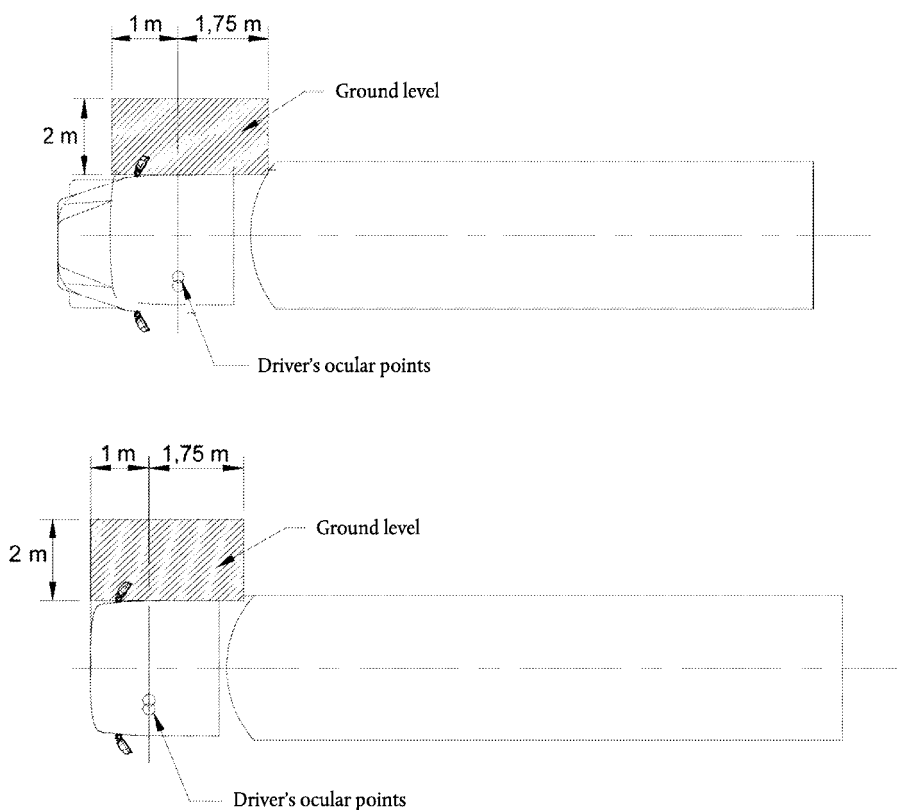 1 m 1,75 m
Ground level
2 m
Driver's ocular points
1 m 1,75 m
Ground level
2 m
Driver's ocular points